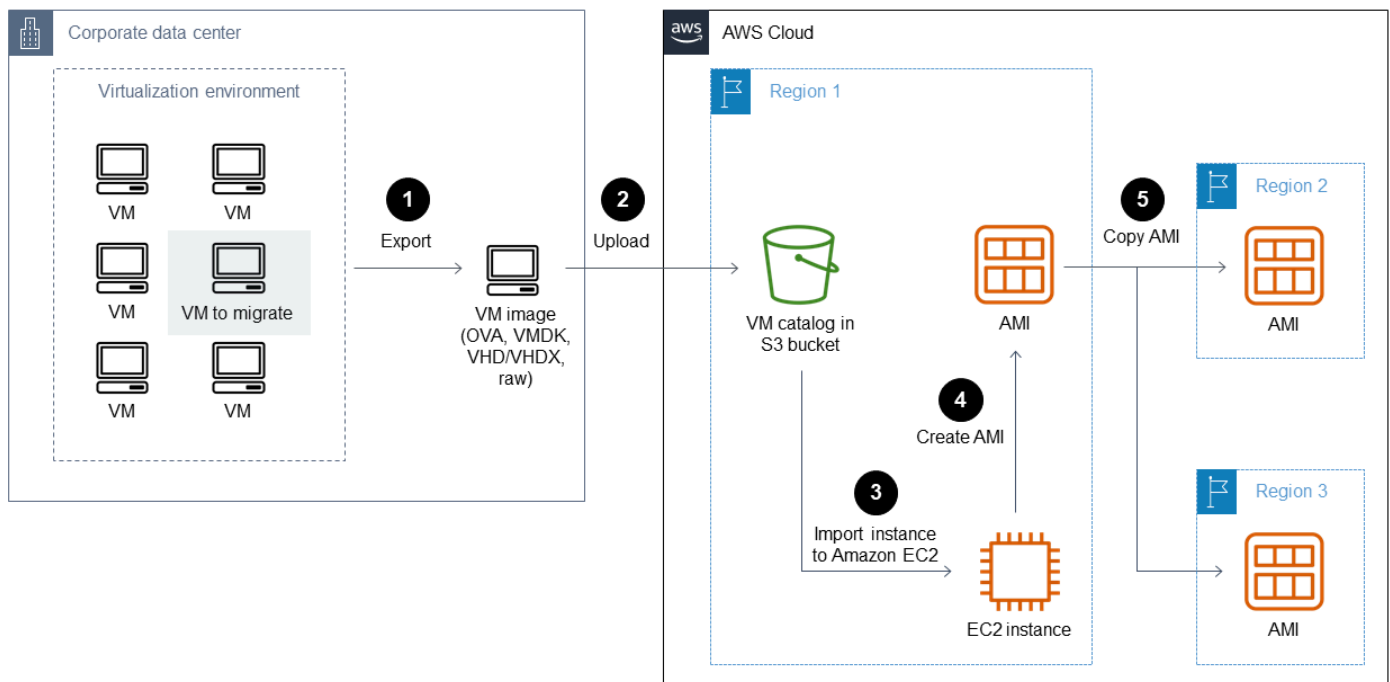 Corporate data center
Virtualization environment
VM
VM
VM
VM to migrate
VM
VM
1
Export
VM image
(OVA, VMDK,
VHD/VHDX,
raw)
2
Upload
aws
AWS Cloud
Region 1
VM catalog in
S3 bucket
3
Import instance
to Amazon EC2
EC2 instance
4
Create AMI
AMI
5
Copy AMI
Region 2
AMI
Region 3
AMI